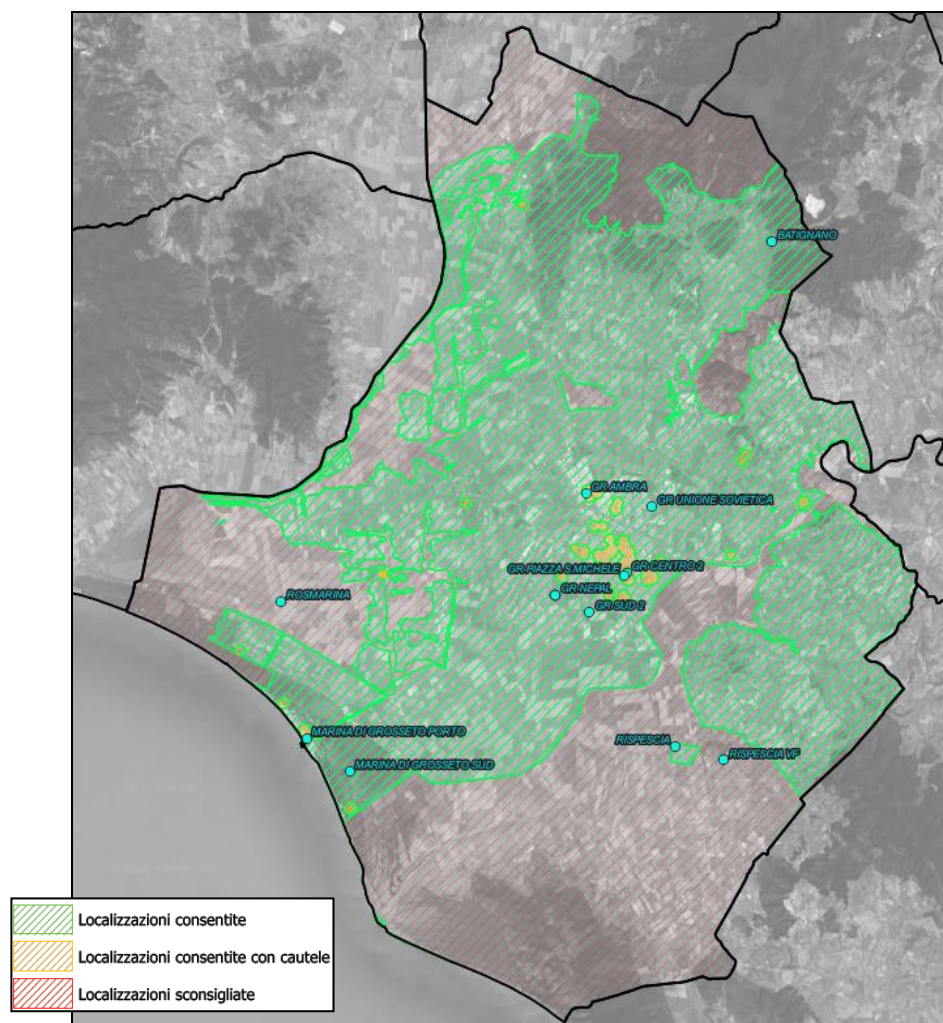 BATIGNANO
GR AMBRA
GR UNIONE SOVIETICA
GR PIAZZA S.MICHELE
GR CENTRO 2
GR NEPAL
ROSMARINA
GR SUD 2
MARINA DI GROSSETO PORTO
RISPESCIA
RISPESCIA VF
MARINA DI GROSSETO SUD
Localizzazioni consentite
Localizzazioni consentite con cautele
Localizzazioni sconsigliate